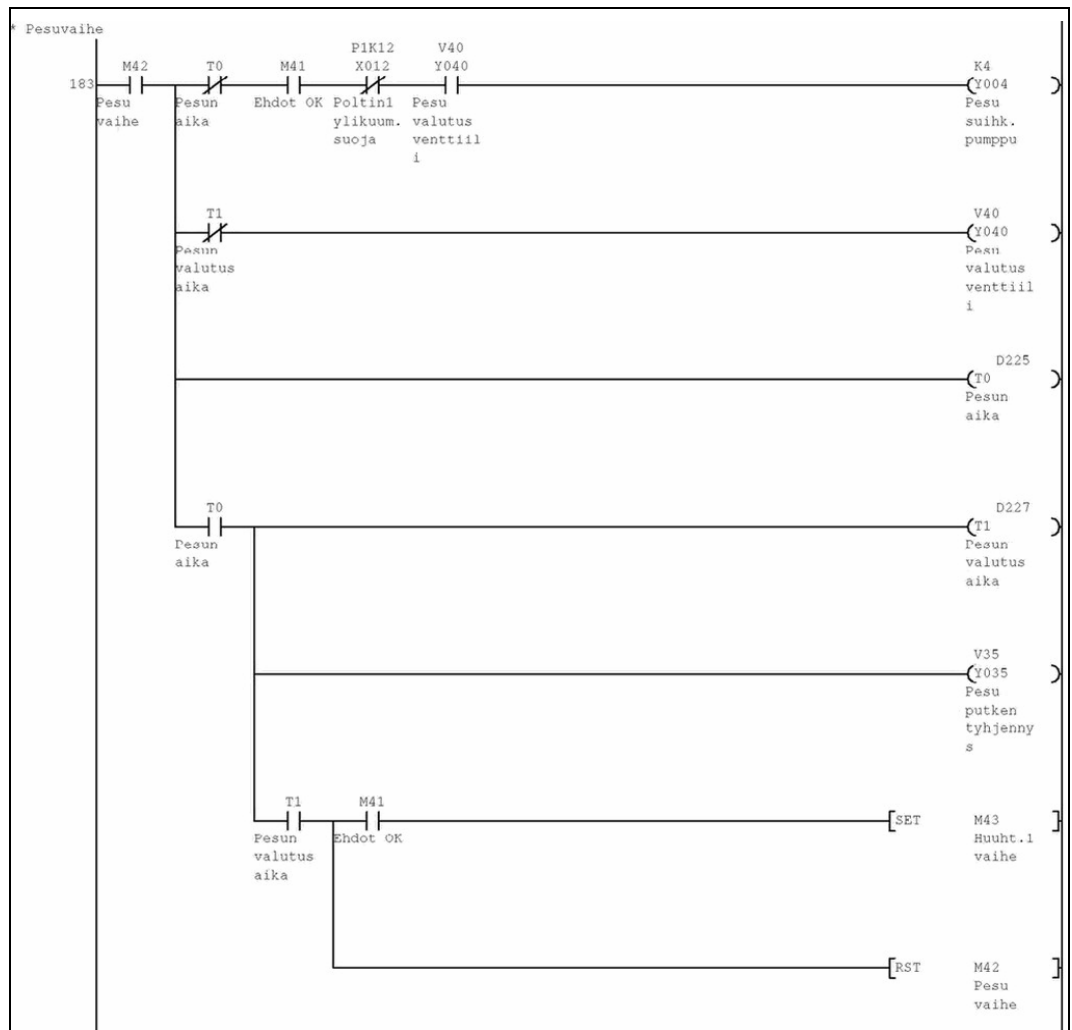 * Pesuvaihe
P1K12 V40
M42 T0 M41 X012 Y040 K4
183 Y004
Pesu Pesun Ehdot OK Poltin1 Pesu Pesu
vaihe aika ylikuum. valutus suihk.
suoja venttiil pumppu
i
T1 V40
Y040
Pesun Pesu
valutus valutus
aika venttiil
i
D225
T0
Pesun
aika
T0 D227
T1
Pesun Pesun
aika valutus
aika
V35
Y035
Pesu
putken
tyhjenny
s
T1 M41
SET M43
Pesun Ehdot OK Huuht.1
valutus vaihe
aika
RST M42
Pesu
vaihe